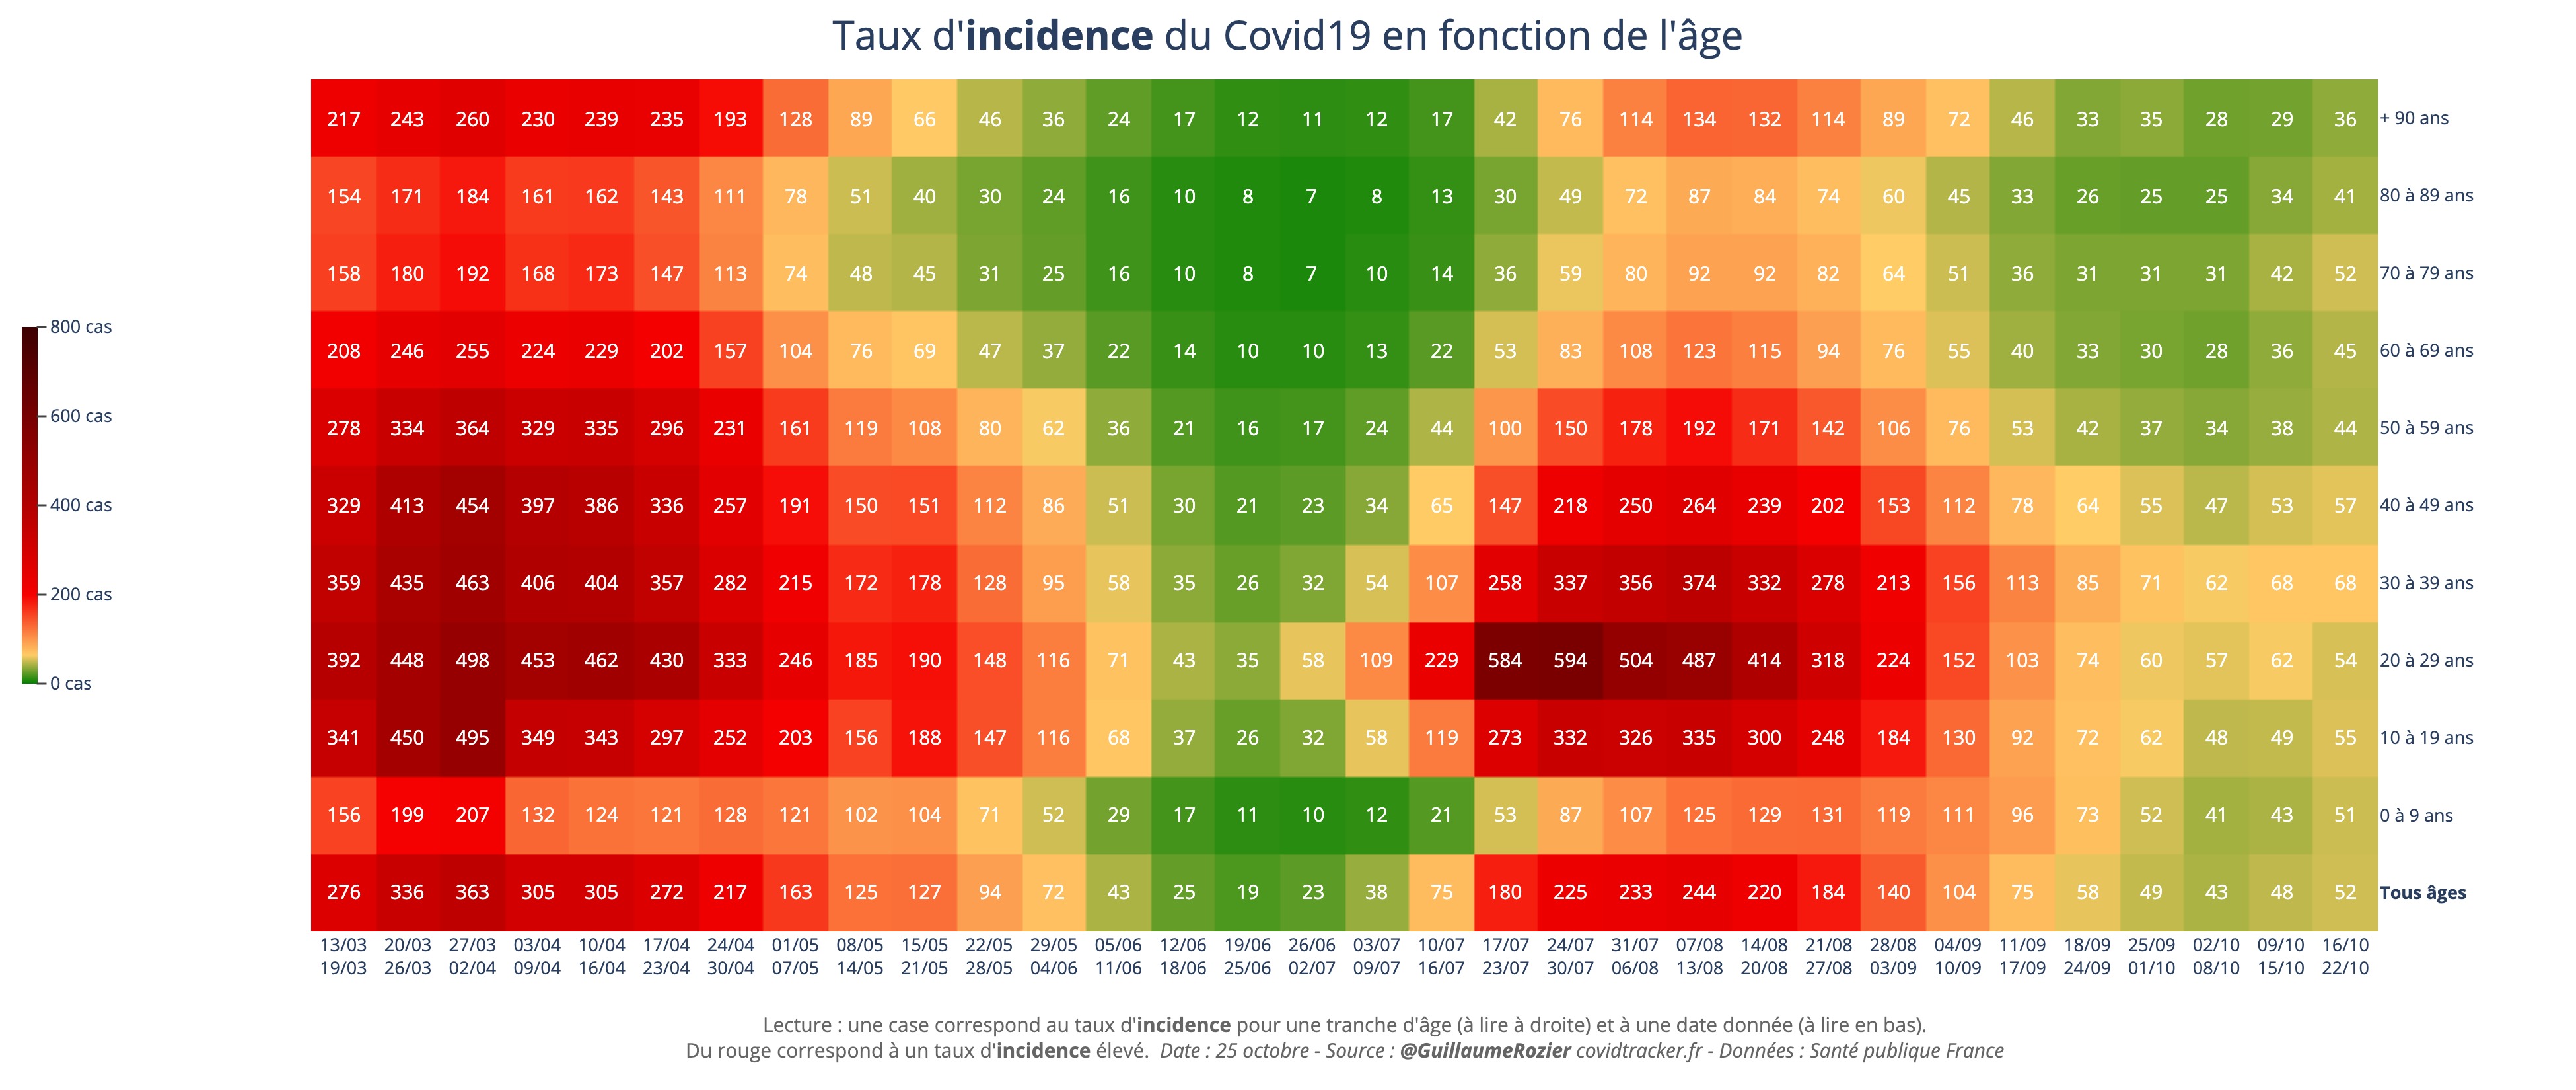 Taux d'incidence du Covid19 en fonction de l'âge
217 243 260 230 239 235 193 128 89 66 46 36 24 17 12 11 12 17 42 76 114 134 132 114 89 72 46 33 35 28 29 36 + 90 ans
154 171 184 161 162 143 111 78 51 40 30 24 16 10 8 7 8 13 30 49 72 87 84 74 60 45 33 26 25 25 34 41 80 à 89 ans
158 180 192 168 173 147 113 74 48 45 31 25 16 10 8 7 10 14 36 59 80 92 92 82 64 51 36 31 31 31 42 52 70 à 79 ans
800 cas
208 246 255 224 229 202 157 104 76 69 47 37 22 14 10 10 13 22 53 83 108 123 115 94 76 55 40 33 30 28 36 45 60 à 69 ans
600 cas
278 334 364 329 335 296 231 161 119 108 80 62 36 21 16 17 24 44 100 150 178 192 171 142 106 76 53 42 37 34 38 44 50 à 59 ans
400 cas
329 413 454 397 386 336 257 191 150 151 112 86 51 30 21 23 34 65 147 218 250 264 239 202 153 112 78 64 55 47 53 57 40 à 49 ans
200 cas
359 435 463 406 404 357 282 215 172 178 128 95 58 35 26 32 54 107 258 337 356 374 332 278 213 156 113 85 71 62 68 68 30 à 39 ans
0 cas
392 448 498 453 462 430 333 246 185 190 148 116 71 43 35 58 109 229 584 594 504 487 414 318 224 152 103 74 60 57 62 54 20 à 29 ans
341 450 495 349 343 297 252 203 156 188 147 116 68 37 26 32 58 119 273 332 326 335 300 248 184 130 92 72 62 48 49 55 10 à 19 ans
156 199 207 132 124 121 128 121 102 104 71 52 29 17 11 10 12 21 53 87 107 125 129 131 119 111 96 73 52 41 43 51 0 à 9 ans
276 336 363 305 305 272 217 163 125 127 94 72 43 25 19 23 38 75 180 225 233 244 220 184 140 104 75 58 49 43 48 52 Tous âges
13/03 20/03 27/03 03/04 10/04 17/04 24/04 01/05 08/05 15/05 22/05 29/05 05/06 12/06 19/06 26/06 03/07 10/07 17/07 24/07 31/07 07/08 14/08 21/08 28/08 04/09 11/09 18/09 25/09 02/10 09/10 16/10
19/03 26/03 02/04 09/04 16/04 23/04 30/04 07/05 14/05 21/05 28/05 04/06 11/06 18/06 25/06 02/07 09/07 16/07 23/07 30/07 06/08 13/08 20/08 27/08 03/09 10/09 17/09 24/09 01/10 08/10 15/10 22/10
Lecture : une case correspond au taux d'incidence pour une tranche d'âge (à lire à droite) et à une date donnée (à lire en bas).
Du rouge correspond à un taux d'incidence élevé. Date : 25 octobre - Source : @GuillaumeRozier covidtracker.fr - Données : Santé publique France